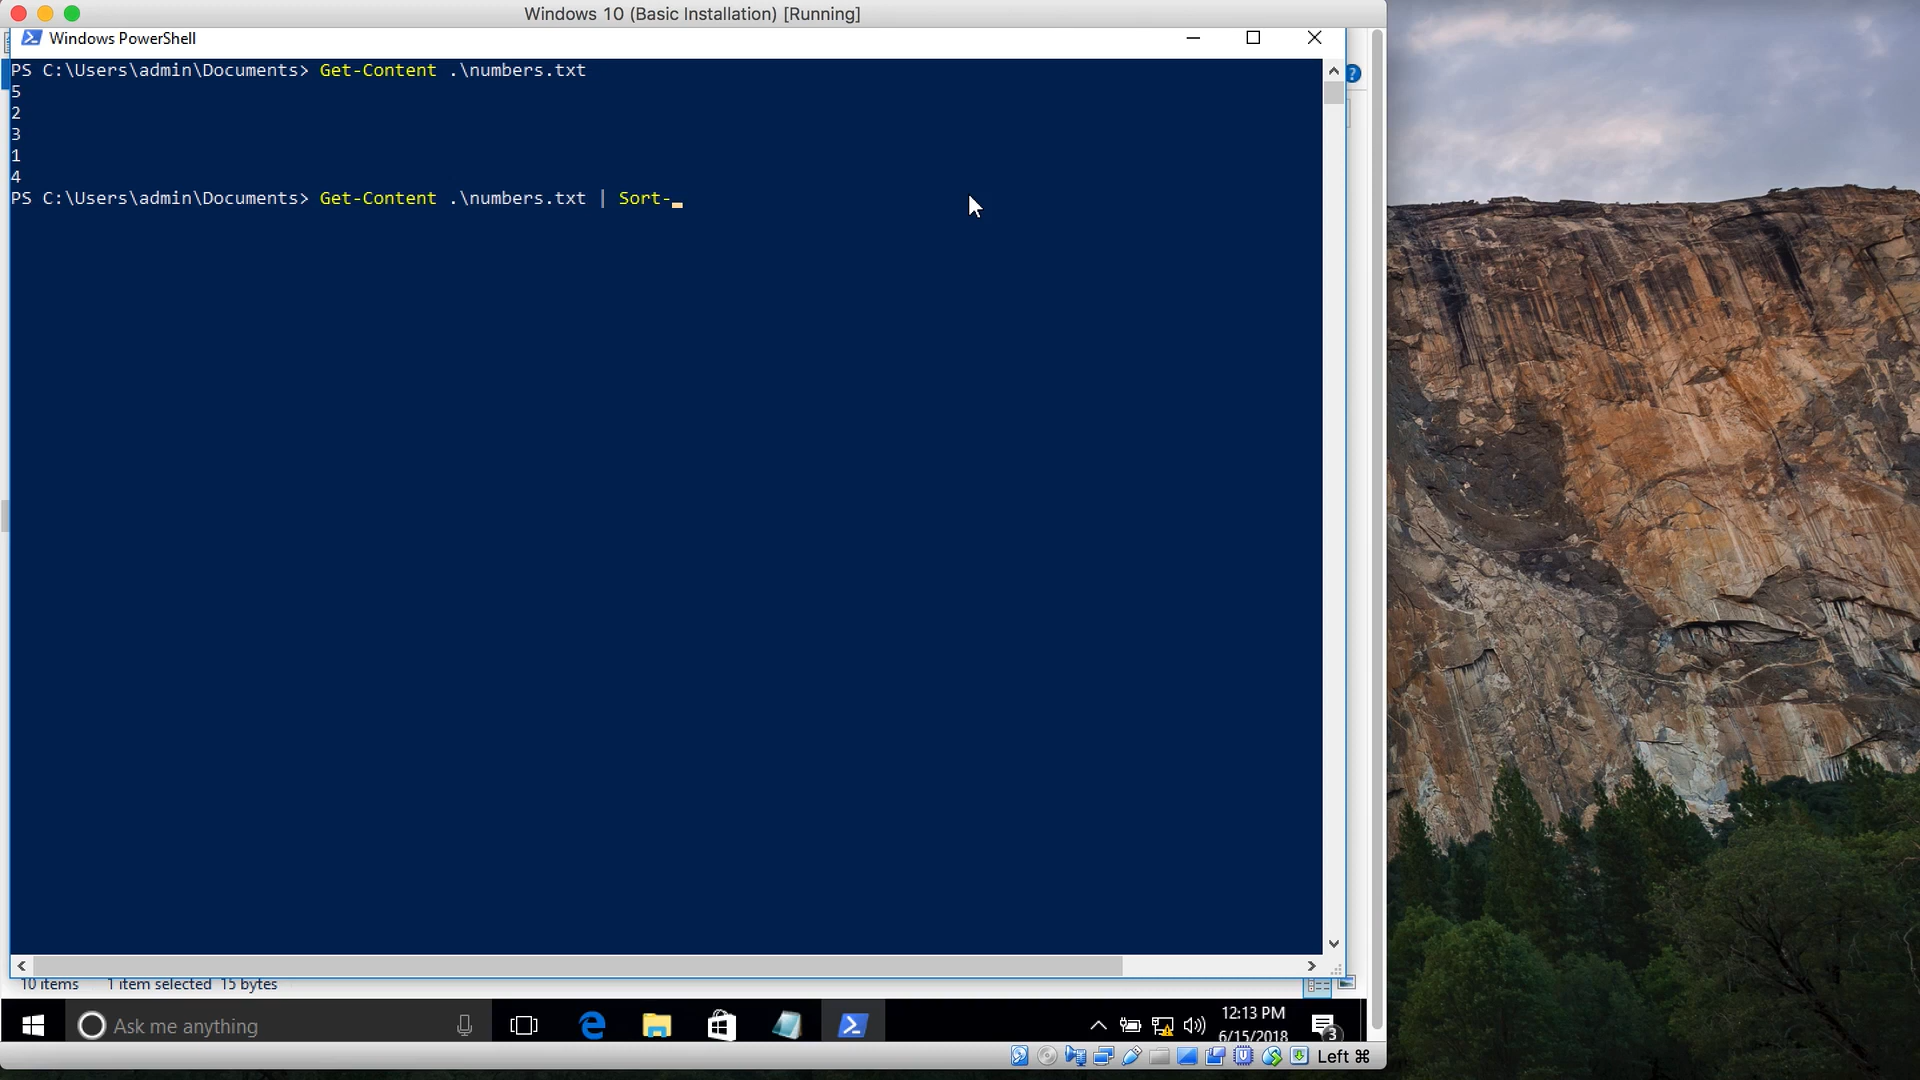 Windows 10 (Basic Installation) [Running]
Windows PowerShell
PS C:\Users\admin\Documents> Get-Content .\numbers.txt
5
2
3
1
4
PS C:\Users\admin\Documents> Get-Content .\numbers.txt | Sort-_
10 items 1 item selected 15 bytes
Ask me anything
12:13 PM
6/15/2018
3
Left ⌘